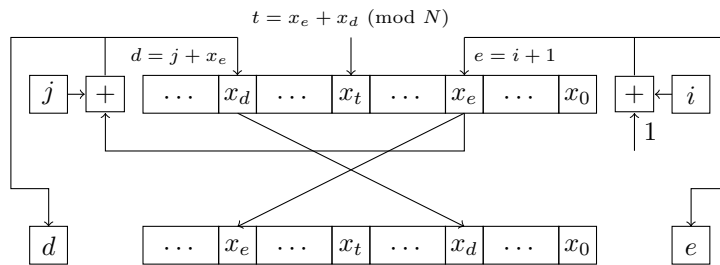 t = x_e + x_d (mod N)
d = j + x_e e = i + 1
j + ... x_d ... x_t ... x_e ... x_0 + i
1
d ... x_e ... x_t ... x_d ... x_0 e